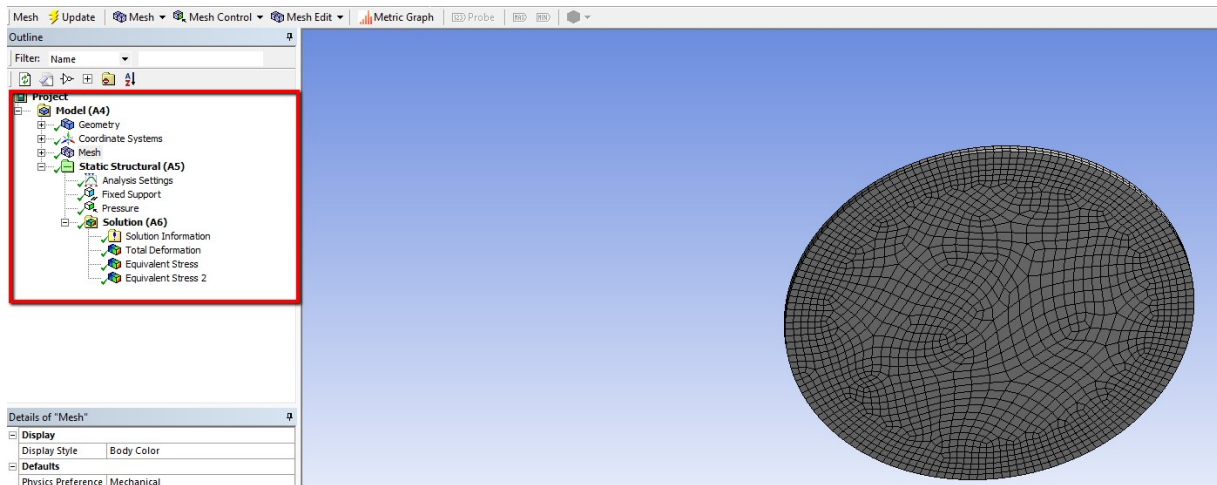 Mesh Update Mesh Mesh Control Mesh Edit Metric Graph Probe
Outline
Filter: Name
Project
Model (A4)
Geometry
Coordinate Systems
Mesh
Static Structural (A5)
Analysis Settings
Fixed Support
Pressure
Solution (A6)
Solution Information
Total Deformation
Equivalent Stress
Equivalent Stress 2
Details of "Mesh"
Display
Display Style Body Color
Defaults
Physics Preference Mechanical